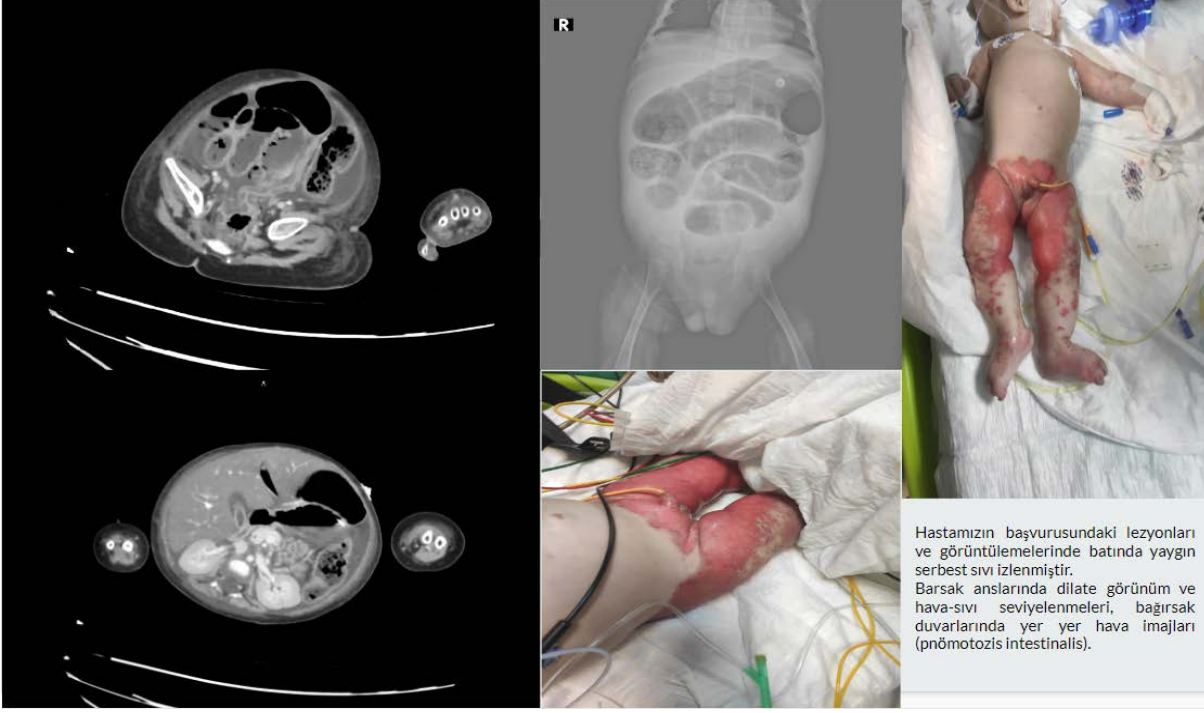 R
Hastamızın başvurusundaki lezyonları
ve görüntülemelerinde batında yaygın
serbest sıvı izlenmiştir.
Barsak anslarında dilate görünüm ve
hava-sıvı seviyelenmeleri, bağırsak
duvarlarında yer yer hava imajları
(pnömotozis intestinalis).